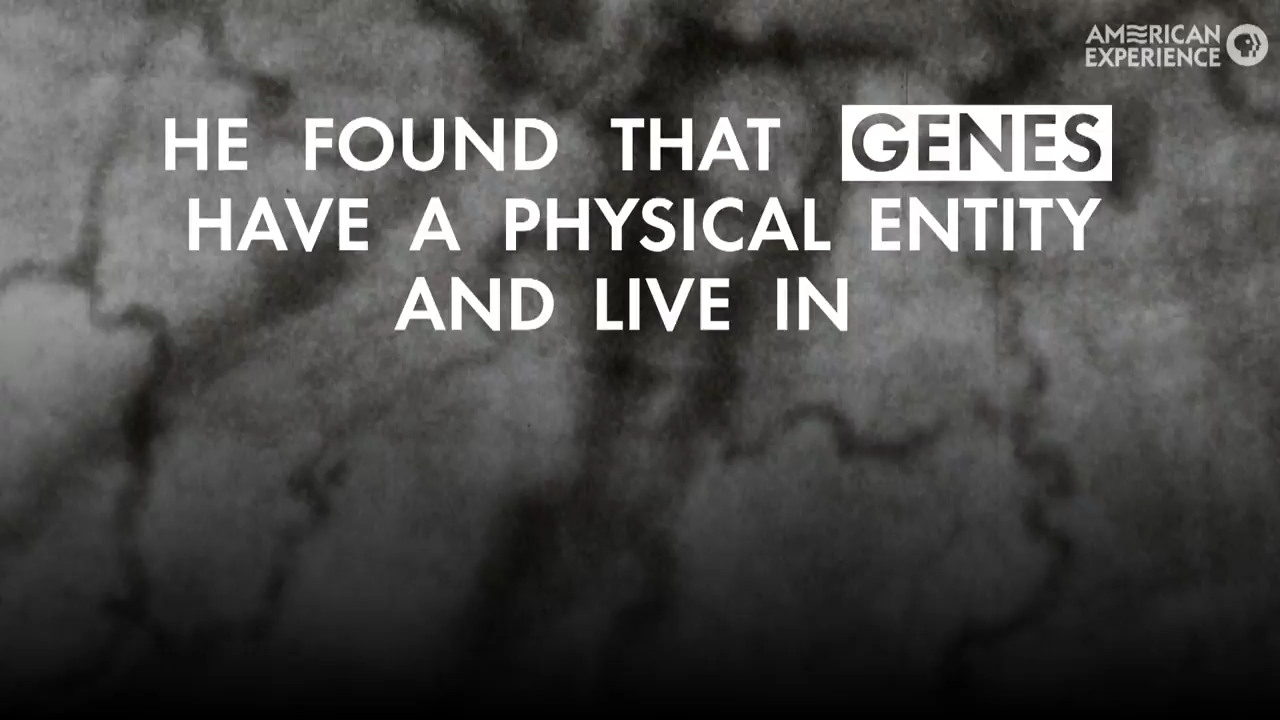 AMERICAN
EXPERIENCE
HE FOUND THAT GENES
HAVE A PHYSICAL ENTITY
AND LIVE IN